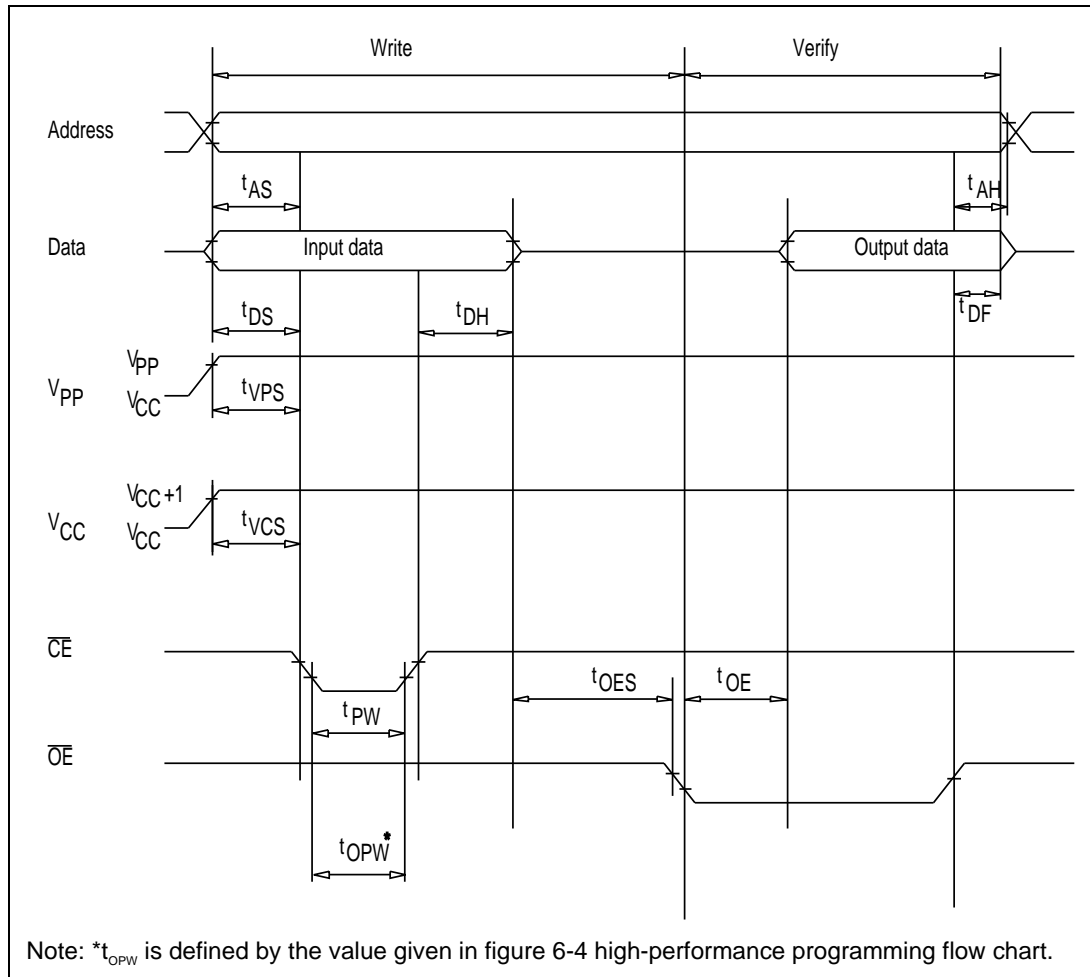 Write Verify
Address
tAS tAH
Data Input data Output data
tDS tDH tDF
VPP
VPP tVPS
VCC
VCC+1
VCC tVCS
VCC
C̅E̅
tOES tOE
tPW
O̅E̅
tOPW*
Note: *tOPW is defined by the value given in figure 6-4 high-performance programming flow chart.